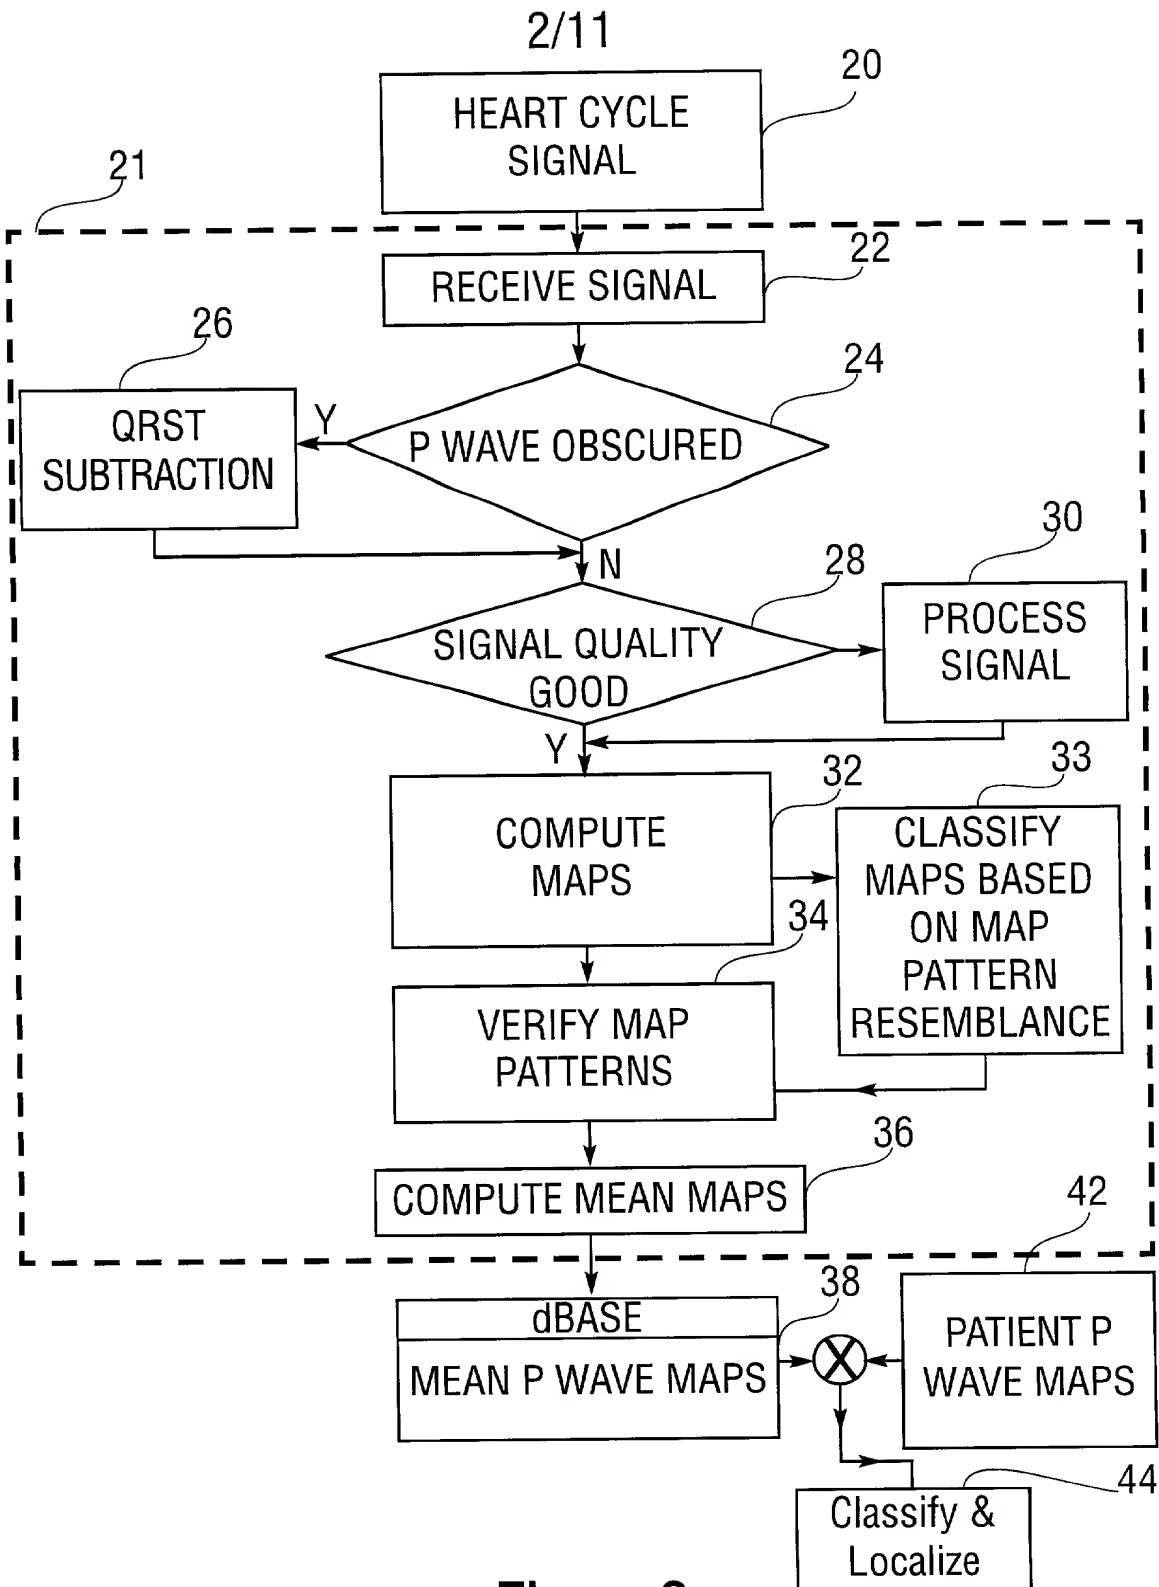 2/11
20
HEART CYCLE
SIGNAL
21
22
RECEIVE SIGNAL
26
24
QRST
SUBTRACTION
Y
P WAVE OBSCURED
30
N
28
PROCESS
SIGNAL
SIGNAL QUALITY
GOOD
Y
32
33
COMPUTE
MAPS
CLASSIFY
MAPS BASED
ON MAP
PATTERN
RESEMBLANCE
34
VERIFY MAP
PATTERNS
36
COMPUTE MEAN MAPS
42
38
dBASE
MEAN P WAVE MAPS
X
PATIENT P
WAVE MAPS
44
Classify &
Localize